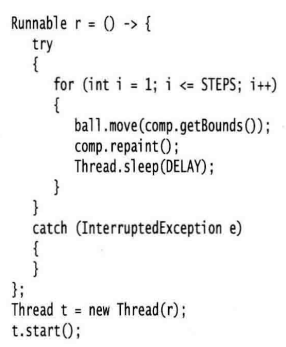 Runnable r = () -> {
   try
   {
      for (int i = 1; i <= STEPS; i++)
      {
         ball.move(comp.getBounds());
         comp.repaint();
         Thread.sleep(DELAY);
      }
   }
   catch (InterruptedException e)
   {
   }
};
Thread t = new Thread(r);
t.start();